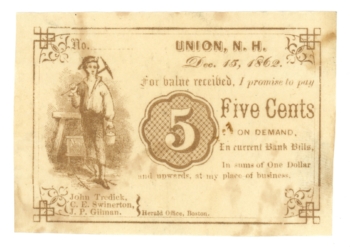 No.
UNION, N. H.
Dec. 15, 1862.
For value received, I promise to pay
5
Five Cents
ON DEMAND,
In current Bank Bills,
In sums of One Dollar
and upwards, at my place of business.
John Tredick,
C. E. Swinerton,
J. P. Gilman.
Herald Office, Boston.